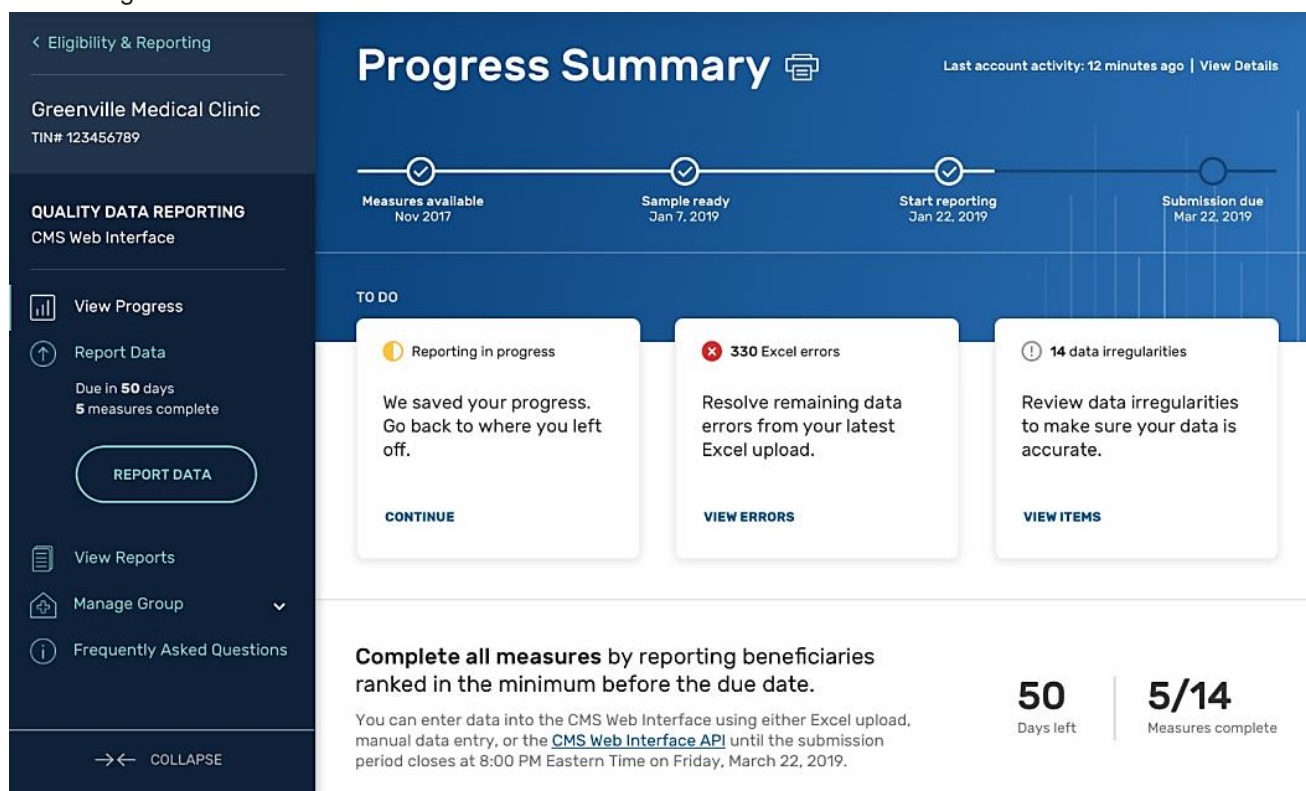 < Eligibility & Reporting
Greenville Medical Clinic
TIN# 123456789
QUALITY DATA REPORTING
CMS Web Interface
View Progress
Report Data
Due in 50 days
5 measures complete
REPORT DATA
View Reports
Manage Group
Frequently Asked Questions
COLLAPSE
Progress Summary
Last account activity: 12 minutes ago | View Details
Measures available
Nov 2017
Sample ready
Jan 7, 2019
Start reporting
Jan 22, 2019
Submission due
Mar 22, 2019
TO DO
Reporting in progress
We saved your progress.
Go back to where you left
off.
CONTINUE
330 Excel errors
Resolve remaining data
errors from your latest
Excel upload.
VIEW ERRORS
14 data irregularities
Review data irregularities
to make sure your data is
accurate.
VIEW ITEMS
Complete all measures by reporting beneficiaries
ranked in the minimum before the due date.
You can enter data into the CMS Web Interface using either Excel upload,
manual data entry, or the CMS Web Interface API until the submission
period closes at 8:00 PM Eastern Time on Friday, March 22, 2019.
50
Days left
5/14
Measures complete